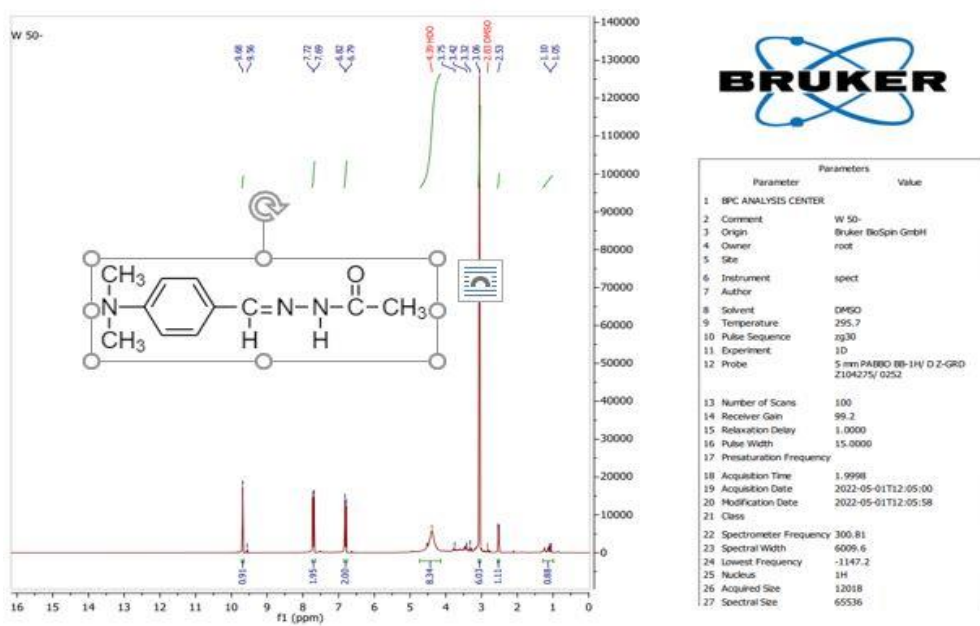 W 50-
9.68
9.56
7.72
7.69
6.82
6.79
4.39 HDO
3.75
3.42
3.32
3.06
2.83 DMSO
2.53
1.10
1.05
140000
130000
120000
110000
100000
90000
80000
70000
60000
50000
40000
30000
20000
10000
0
CH3
N
CH3
C=N-N-C-CH3
H H
O
0.91
1.95
2.00
8.34
6.03
1.11
0.88
16 15 14 13 12 11 10 9 8 7 6 5 4 3 2 1 0
f1 (ppm)
BRUKER
Parameters
Parameter Value
1 BPC ANALYSIS CENTER
2 Comment W 50-
3 Origin Bruker BioSpin GmbH
4 Owner root
5 Site
6 Instrument spect
7 Author
8 Solvent DMSO
9 Temperature 295.7
10 Pulse Sequence zg30
11 Experiment 1D
12 Probe 5 mm PABBO BB-1H/ D Z-GRD
Z104275/ 0252
13 Number of Scans 100
14 Receiver Gain 99.2
15 Relaxation Delay 1.0000
16 Pulse Width 15.0000
17 Presaturation Frequency
18 Acquisition Time 1.9998
19 Acquisition Date 2022-05-01T12:05:00
20 Modification Date 2022-05-01T12:05:58
21 Class
22 Spectrometer Frequency 300.81
23 Spectral Width 6009.6
24 Lowest Frequency -1147.2
25 Nucleus 1H
26 Acquired Size 12018
27 Spectral Size 65536